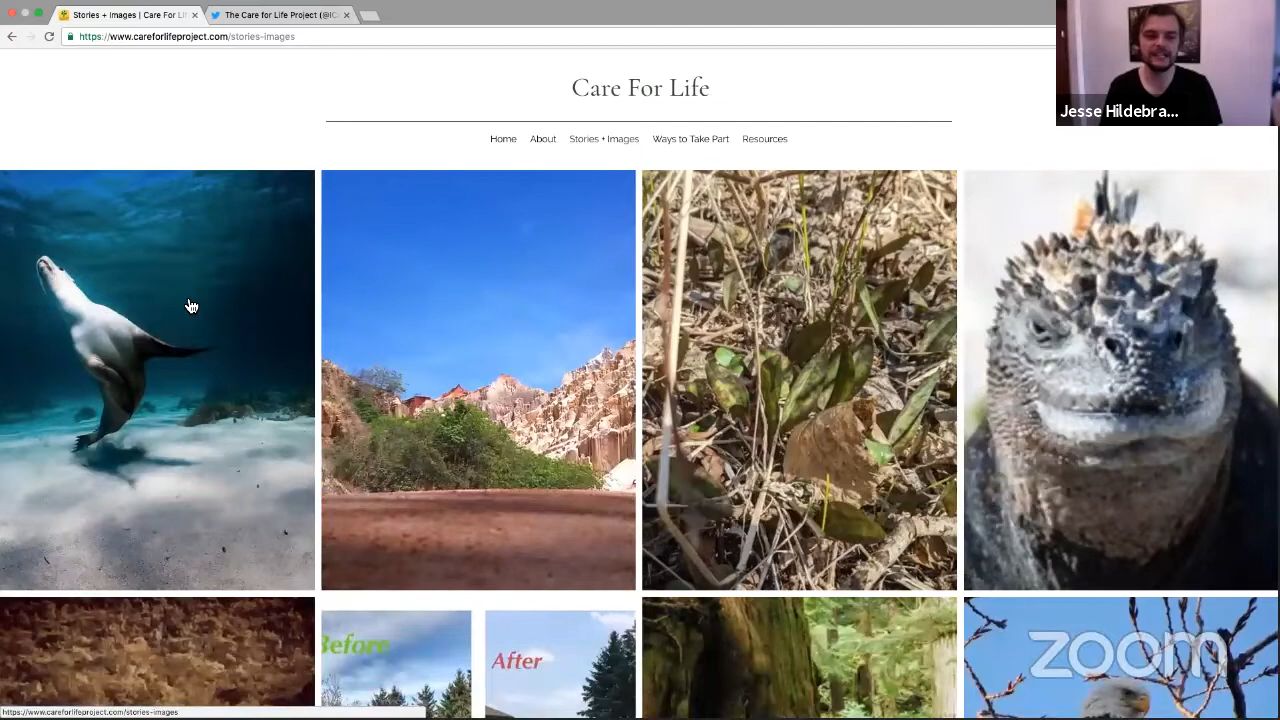 Stories + Images | Care For Lif
The Care for Life Project (@IC
https://www.careforlifeproject.com/stories-images
Jesse Hildebra...
Care For Life
Home About Stories + Images Ways to Take Part Resources
Before
After
zoom
https://www.careforlifeproject.com/stories-images